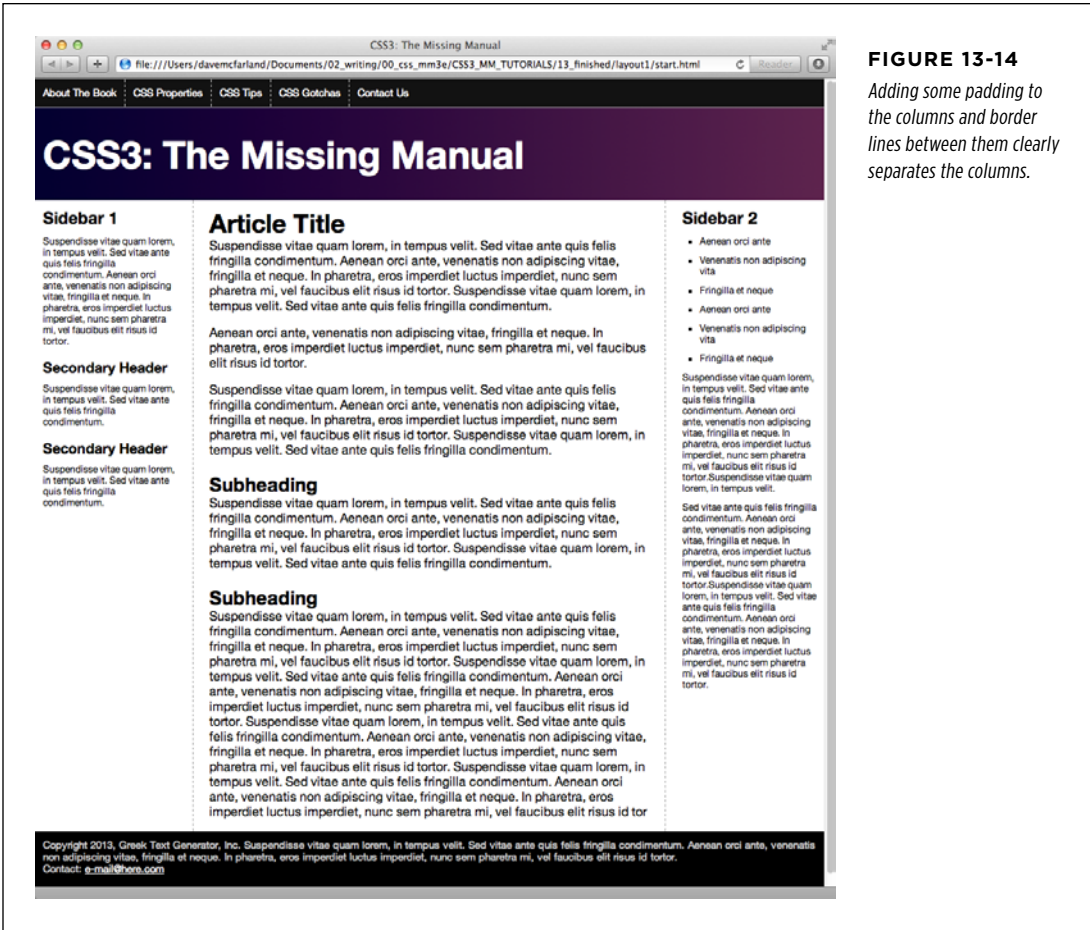 CSS3: The Missing Manual
file:///Users/davemcfarland/Documents/02_writing/00_css_mm3e/CSS3_MM_TUTORIALS/13_finished/layout1/start.html
Reader
About The Book
CSS Properties
CSS Tips
CSS Gotchas
Contact Us
CSS3: The Missing Manual
Sidebar 1
Suspendisse vitae quam lorem,
in tempus velit. Sed vitae ante
quis felis fringilla
condimentum. Aenean orci
ante, venenatis non adipiscing
vitae, fringilla et neque. In
pharetra, eros imperdiet luctus
imperdiet, nunc sem pharetra
mi, vel faucibus elit risus id
tortor.
Secondary Header
Suspendisse vitae quam lorem,
in tempus velit. Sed vitae ante
quis felis fringilla
condimentum.
Secondary Header
Suspendisse vitae quam lorem,
in tempus velit. Sed vitae ante
quis felis fringilla
condimentum.
Article Title
Suspendisse vitae quam lorem, in tempus velit. Sed vitae ante quis felis
fringilla condimentum. Aenean orci ante, venenatis non adipiscing vitae,
fringilla et neque. In pharetra, eros imperdiet luctus imperdiet, nunc sem
pharetra mi, vel faucibus elit risus id tortor. Suspendisse vitae quam lorem, in
tempus velit. Sed vitae ante quis felis fringilla condimentum.
Aenean orci ante, venenatis non adipiscing vitae, fringilla et neque. In
pharetra, eros imperdiet luctus imperdiet, nunc sem pharetra mi, vel faucibus
elit risus id tortor.
Suspendisse vitae quam lorem, in tempus velit. Sed vitae ante quis felis
fringilla condimentum. Aenean orci ante, venenatis non adipiscing vitae,
fringilla et neque. In pharetra, eros imperdiet luctus imperdiet, nunc sem
pharetra mi, vel faucibus elit risus id tortor. Suspendisse vitae quam lorem, in
tempus velit. Sed vitae ante quis felis fringilla condimentum.
Subheading
Suspendisse vitae quam lorem, in tempus velit. Sed vitae ante quis felis
fringilla condimentum. Aenean orci ante, venenatis non adipiscing vitae,
fringilla et neque. In pharetra, eros imperdiet luctus imperdiet, nunc sem
pharetra mi, vel faucibus elit risus id tortor. Suspendisse vitae quam lorem, in
tempus velit. Sed vitae ante quis felis fringilla condimentum.
Subheading
Suspendisse vitae quam lorem, in tempus velit. Sed vitae ante quis felis
fringilla condimentum. Aenean orci ante, venenatis non adipiscing vitae,
fringilla et neque. In pharetra, eros imperdiet luctus imperdiet, nunc sem
pharetra mi, vel faucibus elit risus id tortor. Suspendisse vitae quam lorem, in
tempus velit. Sed vitae ante quis felis fringilla condimentum. Aenean orci
ante, venenatis non adipiscing vitae, fringilla et neque. In pharetra, eros
imperdiet luctus imperdiet, nunc sem pharetra mi, vel faucibus elit risus id
tortor. Suspendisse vitae quam lorem, in tempus velit. Sed vitae ante quis
felis fringilla condimentum. Aenean orci ante, venenatis non adipiscing vitae,
fringilla et neque. In pharetra, eros imperdiet luctus imperdiet, nunc sem
pharetra mi, vel faucibus elit risus id tortor. Suspendisse vitae quam lorem, in
tempus velit. Sed vitae ante quis felis fringilla condimentum. Aenean orci
ante, venenatis non adipiscing vitae, fringilla et neque. In pharetra, eros
imperdiet luctus imperdiet, nunc sem pharetra mi, vel faucibus elit risus id tor
Sidebar 2
Aenean orci ante
Venenatis non adipiscing
vita
Fringilla et neque
Aenean orci ante
Venenatis non adipiscing
vita
Fringilla et neque
Suspendisse vitae quam lorem,
in tempus velit. Sed vitae ante
quis felis fringilla
condimentum. Aenean orci
ante, venenatis non adipiscing
vitae, fringilla et neque. In
pharetra, eros imperdiet luctus
imperdiet, nunc sem pharetra
mi, vel faucibus elit risus id
tortor.Suspendisse vitae quam
lorem, in tempus velit.
Sed vitae ante quis felis fringilla
condimentum. Aenean orci
ante, venenatis non adipiscing
vitae, fringilla et neque. In
pharetra, eros imperdiet luctus
imperdiet, nunc sem pharetra
mi, vel faucibus elit risus id
tortor.Suspendisse vitae quam
lorem, in tempus velit. Sed vitae
ante quis felis fringilla
condimentum. Aenean orci
ante, venenatis non adipiscing
vitae, fringilla et neque. In
pharetra, eros imperdiet luctus
imperdiet, nunc sem pharetra
mi, vel faucibus elit risus id
tortor.
Copyright 2013, Greek Text Generator, Inc. Suspendisse vitae quam lorem, in tempus velit. Sed vitae ante quis felis fringilla condimentum. Aenean orci ante, venenatis
non adipiscing vitae, fringilla et neque. In pharetra, eros imperdiet luctus imperdiet, nunc sem pharetra mi, vel faucibus elit risus id tortor.
Contact: e-mail@here.com
FIGURE 13-14
Adding some padding to
the columns and border
lines between them clearly
separates the columns.